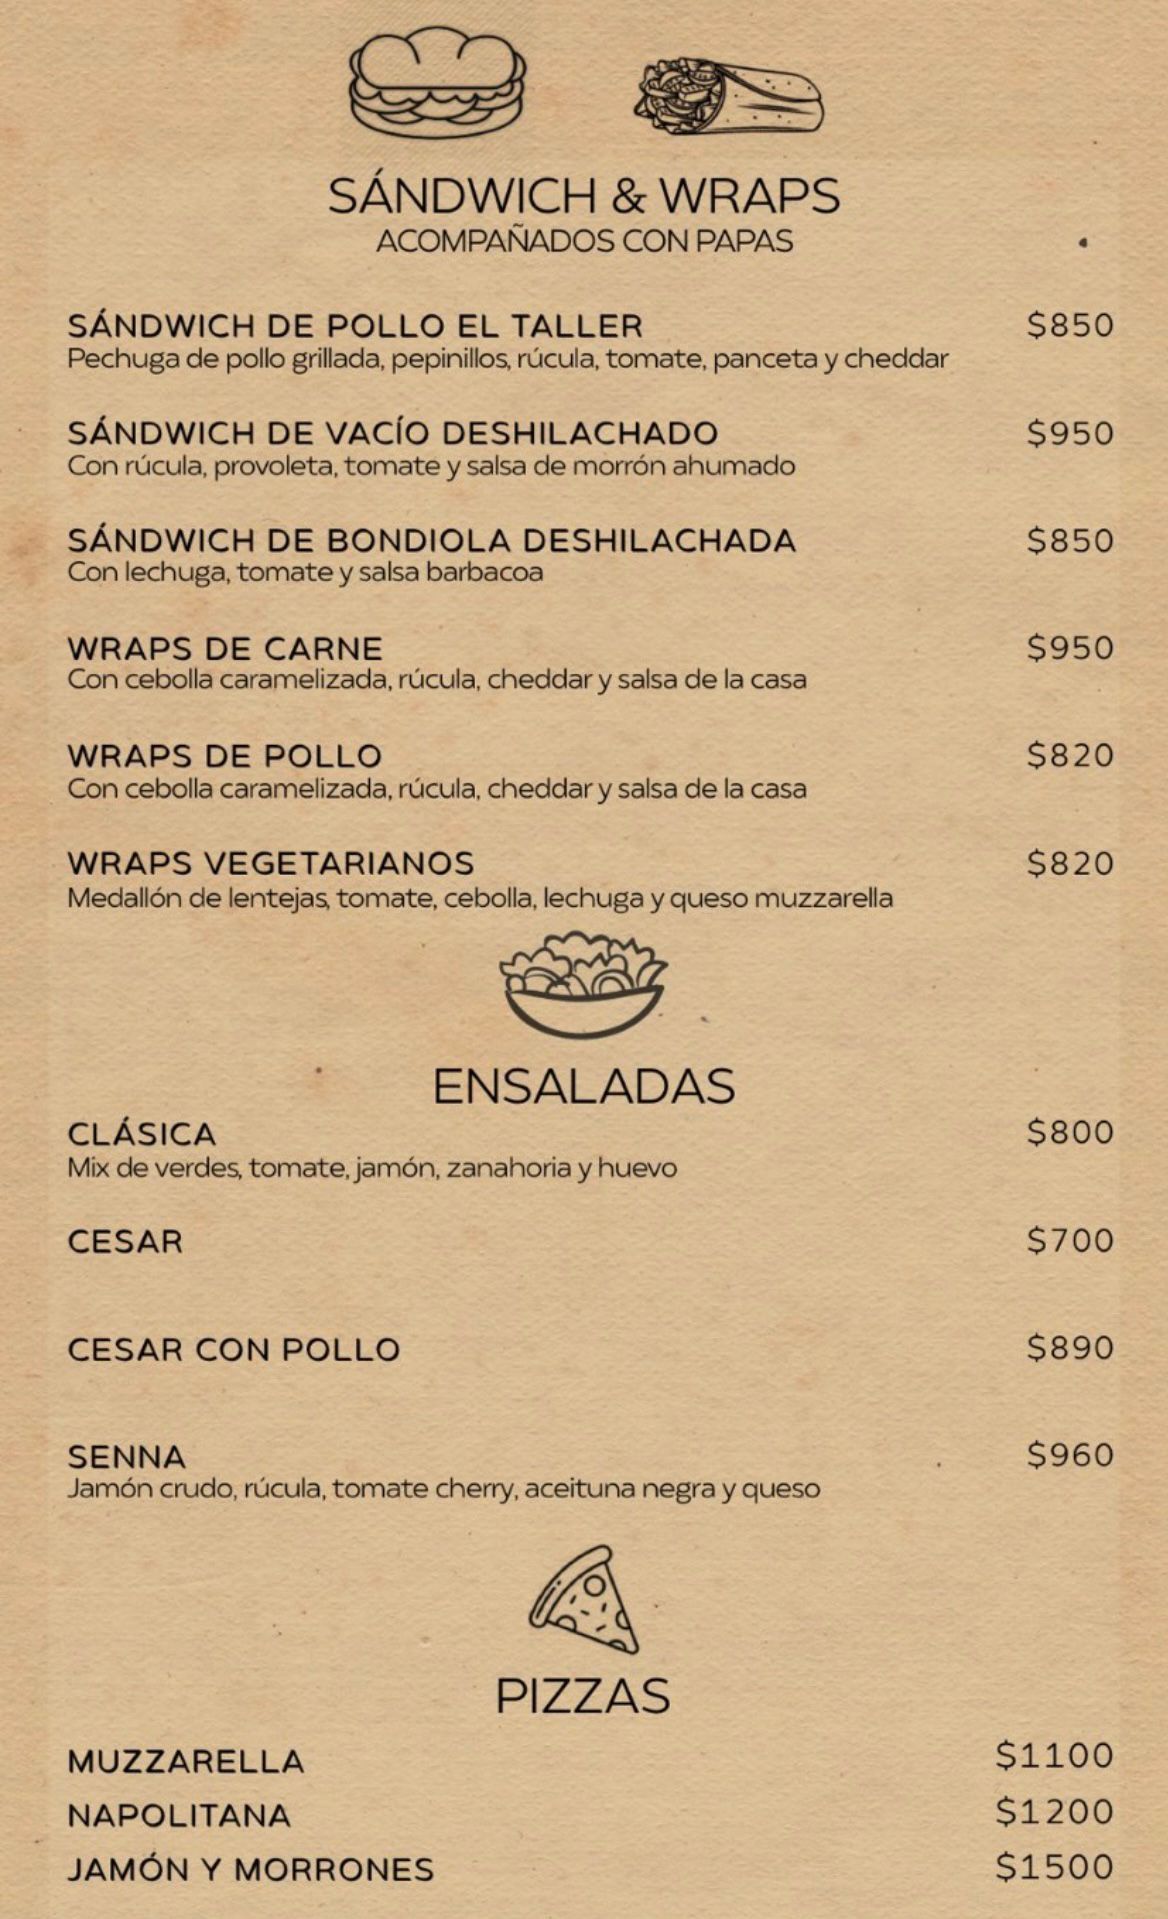 SÁNDWICH & WRAPS
ACOMPAÑADOS CON PAPAS
SÁNDWICH DE POLLO EL TALLER $850
Pechuga de pollo grillada, pepinillos, rúcula, tomate, panceta y cheddar
SÁNDWICH DE VACÍO DESHILACHADO $950
Con rúcula, provoleta, tomate y salsa de morrón ahumado
SÁNDWICH DE BONDIOLA DESHILACHADA $850
Con lechuga, tomate y salsa barbacoa
WRAPS DE CARNE $950
Con cebolla caramelizada, rúcula, cheddar y salsa de la casa
WRAPS DE POLLO $820
Con cebolla caramelizada, rúcula, cheddar y salsa de la casa
WRAPS VEGETARIANOS $820
Medallón de lentejas, tomate, cebolla, lechuga y queso muzzarella
ENSALADAS
CLÁSICA $800
Mix de verdes, tomate, jamón, zanahoria y huevo
CESAR $700
CESAR CON POLLO $890
SENNA $960
Jamón crudo, rúcula, tomate cherry, aceituna negra y queso
PIZZAS
MUZZARELLA $1100
NAPOLITANA $1200
JAMÓN Y MORRONES $1500